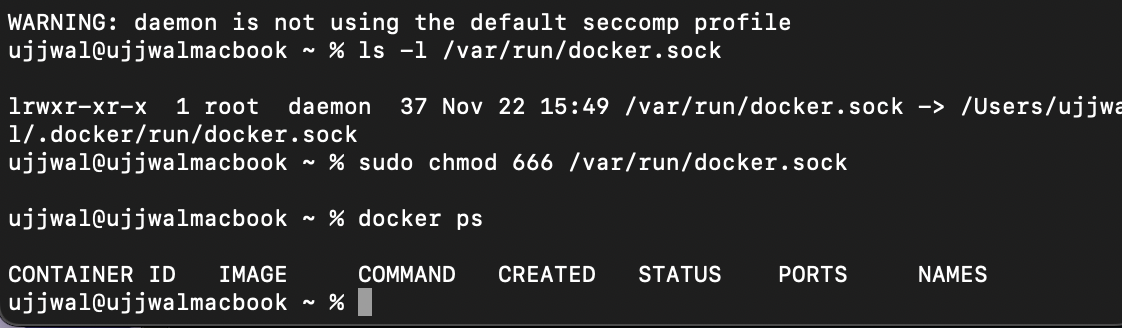 WARNING: daemon is not using the default seccomp profile
ujjwal@ujjwalmacbook ~ % ls -l /var/run/docker.sock
lrwxr-xr-x  1 root  daemon  37 Nov 22 15:49 /var/run/docker.sock -> /Users/ujjwa
l/.docker/run/docker.sock
ujjwal@ujjwalmacbook ~ % sudo chmod 666 /var/run/docker.sock
ujjwal@ujjwalmacbook ~ % docker ps
CONTAINER ID   IMAGE     COMMAND   CREATED   STATUS    PORTS     NAMES
ujjwal@ujjwalmacbook ~ %